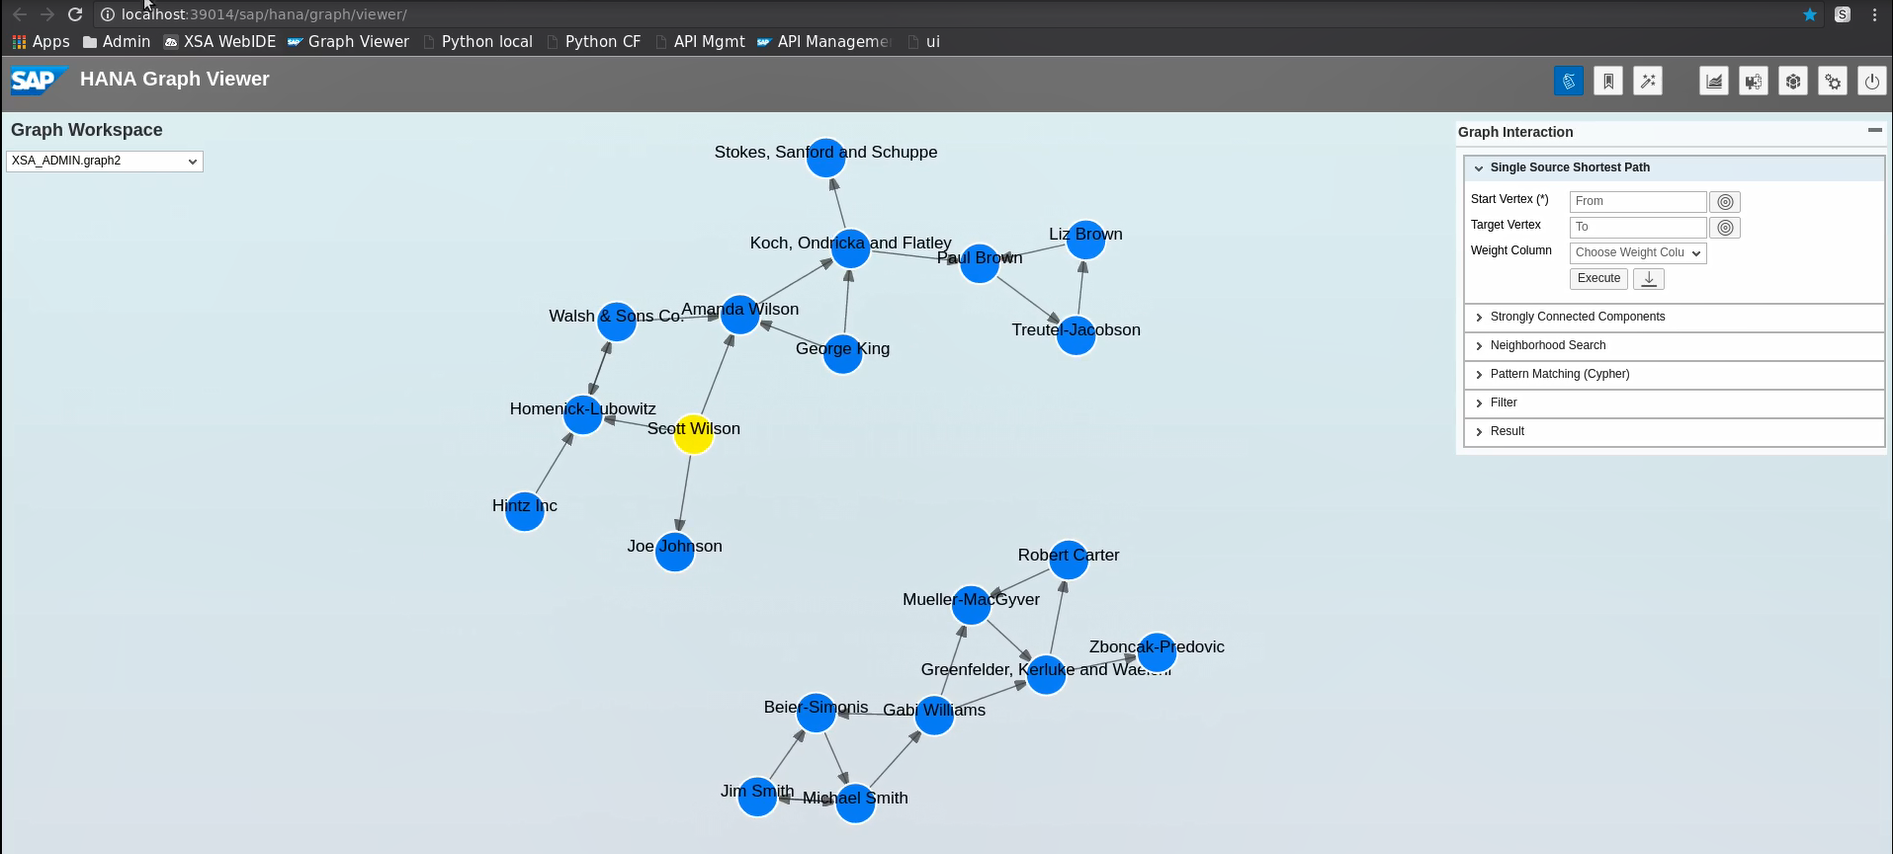 localhost:39014/sap/hana/graph/viewer/
S
Apps Admin XSA WebIDE Graph Viewer Python local Python CF API Mgmt API Manageme ui
SAP HANA Graph Viewer
Graph Workspace
XSA_ADMIN.graph2
Graph Interaction
Single Source Shortest Path
Start Vertex (*) From
Target Vertex To
Weight Column Choose Weight Colu
Execute
Strongly Connected Components
Neighborhood Search
Pattern Matching (Cypher)
Filter
Result
Stokes, Sanford and Schuppe
Koch, Ondricka and Flatley
Liz Brown
Paul Brown
Walsh & Sons Co.
Amanda Wilson
Treutel-Jacobson
George King
Homenick-Lubowitz
Scott Wilson
Hintz Inc
Joe Johnson
Robert Carter
Mueller-MacGyver
Zboncak-Predovic
Greenfelder, Kerluke and Waelchi
Beier-Simonis
Gabi Williams
Jim Smith
Michael Smith